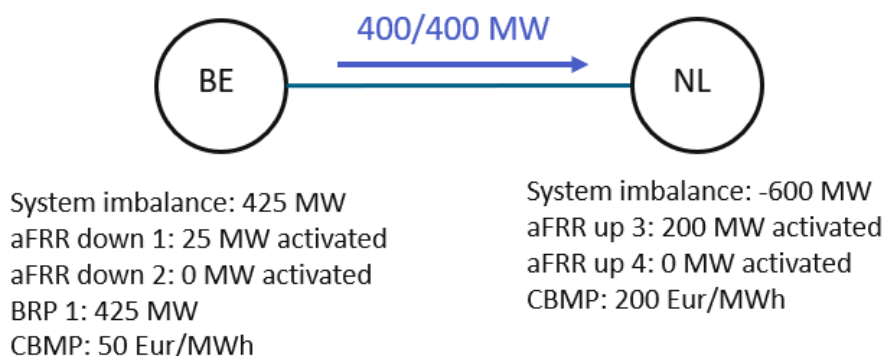 400/400 MW
BE
NL
System imbalance: 425 MW
aFRR down 1: 25 MW activated
aFRR down 2: 0 MW activated
BRP 1: 425 MW
CBMP: 50 Eur/MWh
System imbalance: -600 MW
aFRR up 3: 200 MW activated
aFRR up 4: 0 MW activated
CBMP: 200 Eur/MWh